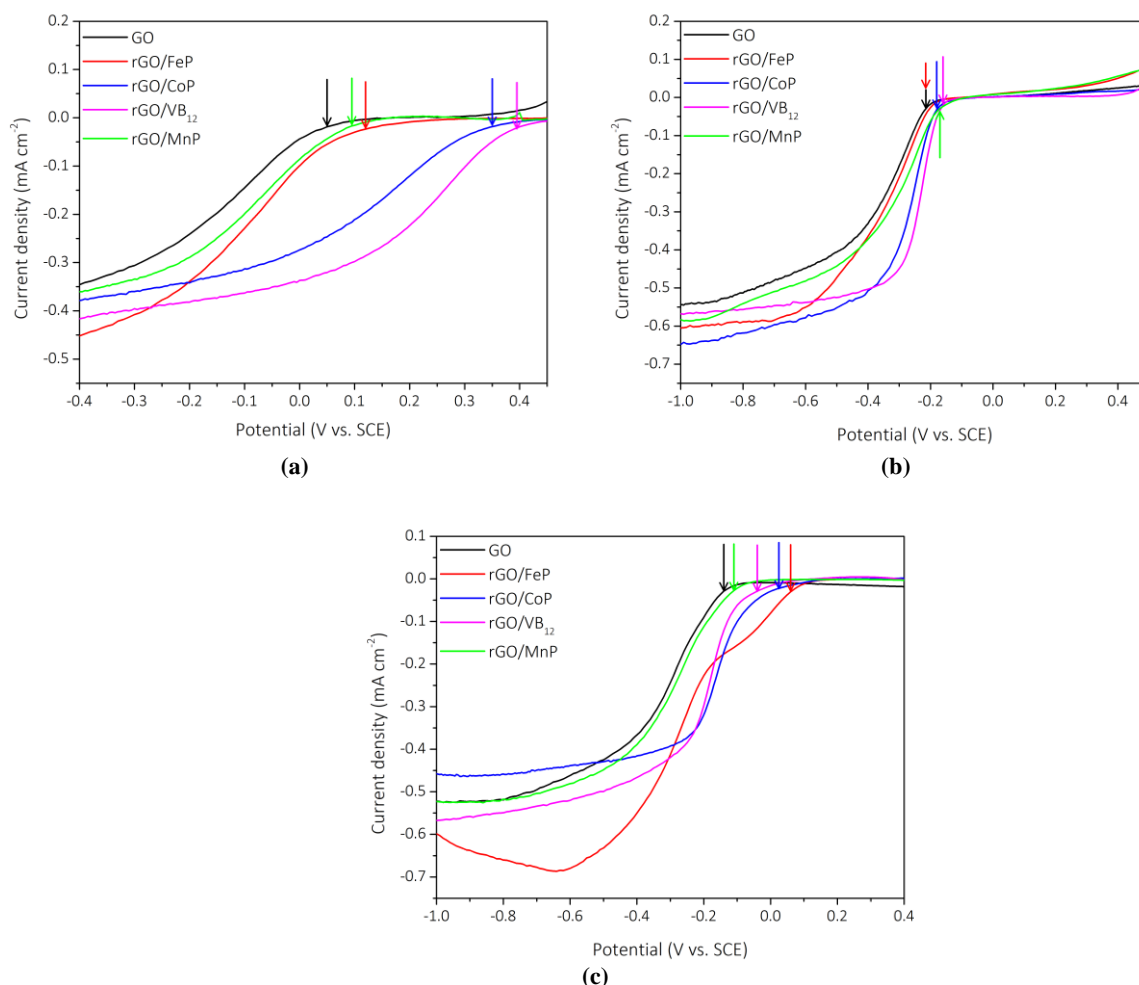 0.2
0.1
0.0
-0.1
-0.2
-0.3
-0.4
-0.5
Current density (mA cm-2)
GO
rGO/FeP
rGO/CoP
rGO/VB12
rGO/MnP
-0.4 -0.3 -0.2 -0.1 0.0 0.1 0.2 0.3 0.4
Potential (V vs. SCE)
(a)
0.2
0.1
0.0
-0.1
-0.2
-0.3
-0.4
-0.5
-0.6
-0.7
Current density (mA cm-2)
GO
rGO/FeP
rGO/CoP
rGO/VB12
rGO/MnP
-1.0 -0.8 -0.6 -0.4 -0.2 0.0 0.2 0.4
Potential (V vs. SCE)
(b)
0.1
0.0
-0.1
-0.2
-0.3
-0.4
-0.5
-0.6
-0.7
Current density (mA cm-2)
GO
rGO/FeP
rGO/CoP
rGO/VB12
rGO/MnP
-1.0 -0.8 -0.6 -0.4 -0.2 0.0 0.2 0.4
Potential (V vs. SCE)
(c)